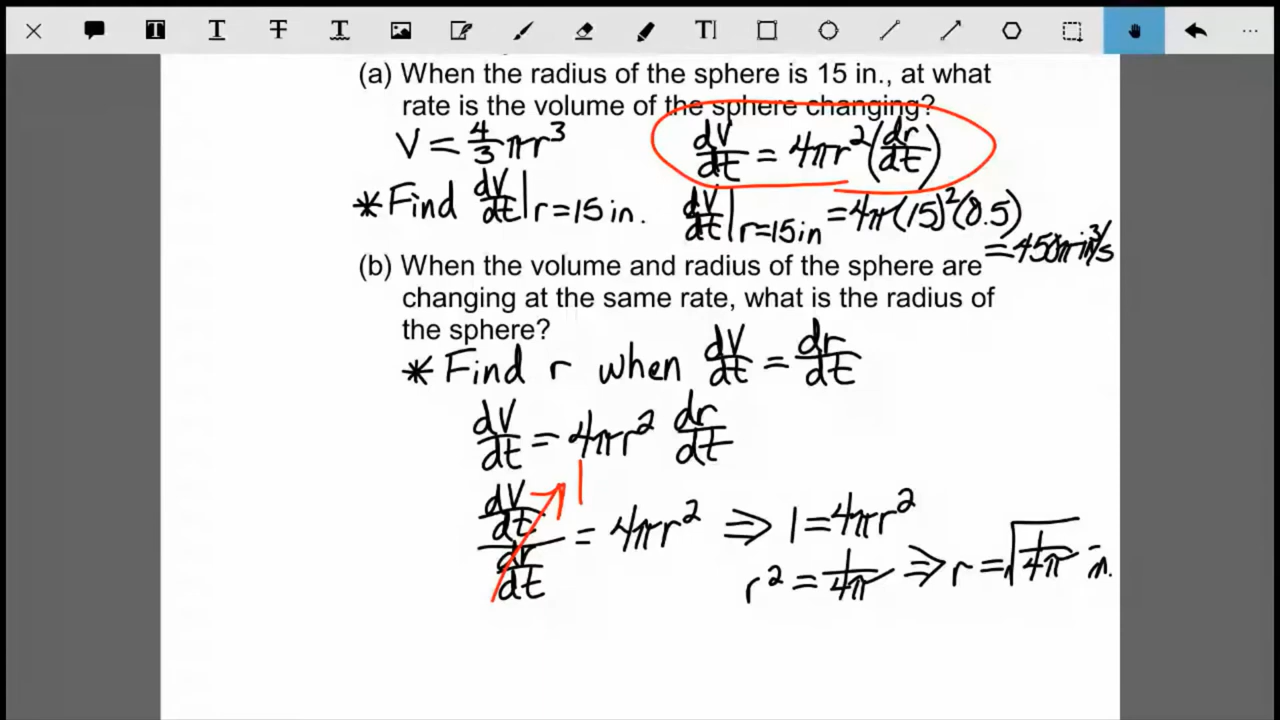 (a) When the radius of the sphere is 15 in., at what
rate is the volume of the sphere changing?
V = 4/3 πr³
dV/dt = 4πr² (dr/dt)
* Find dV/dt | r=15 in.
dV/dt | r=15in = 4π(15)²(0.5)
= 450π in³/s
(b) When the volume and radius of the sphere are
changing at the same rate, what is the radius of
the sphere?
* Find r when dV/dt = dr/dt
dV/dt = 4πr² dr/dt
1
(dV/dt)/(dr/dt) = 4πr² ⇒ 1 = 4πr²
r² = 1/4π ⇒ r = √(1/4π) in.